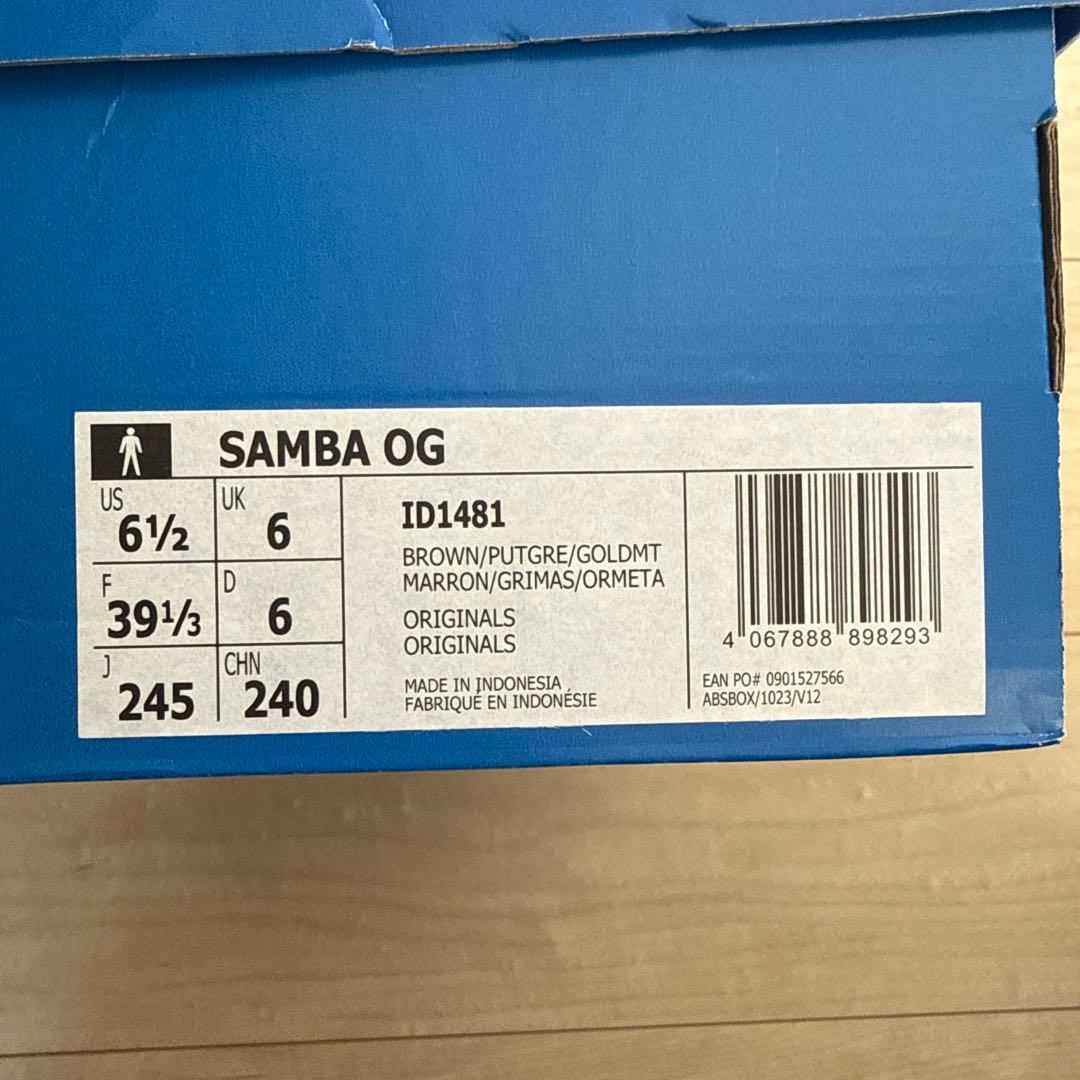 SAMBA OG
US
6½
UK
6
F
39⅓
D
6
J
245
CHN
240
ID1481
BROWN/PUTGRE/GOLDMT
MARRON/GRIMAS/ORMETA
ORIGINALS
ORIGINALS
MADE IN INDONESIA
FABRIQUÉ EN INDONÉSIE
4 067888 898293
EAN PO# 0901527566
ABSBOX/1023/V12